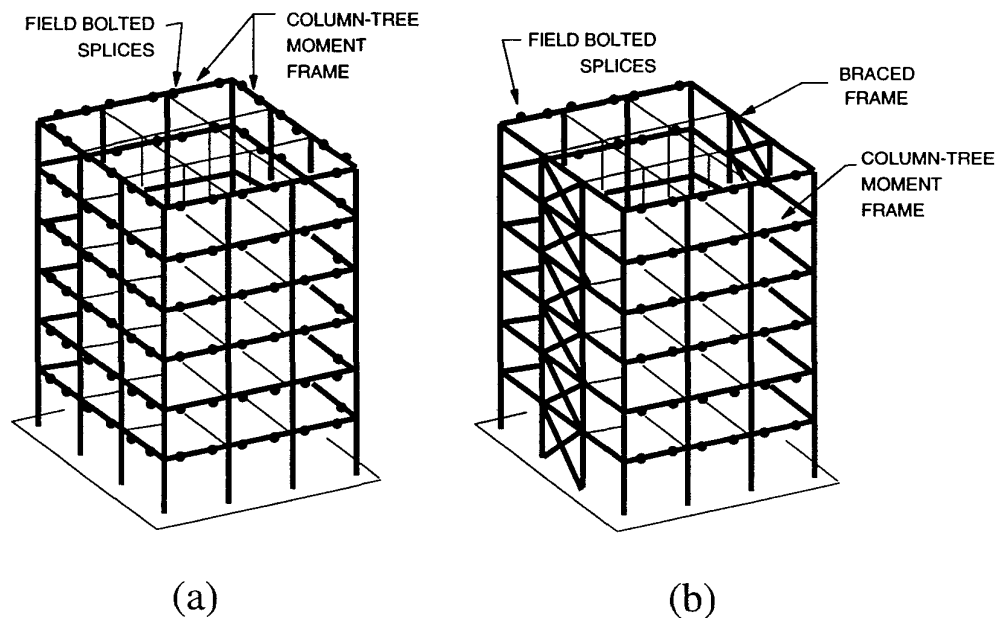 FIELD BOLTED
SPLICES
COLUMN-TREE
MOMENT
FRAME
FIELD BOLTED
SPLICES
BRACED
FRAME
COLUMN-TREE
MOMENT
FRAME
(a)
(b)